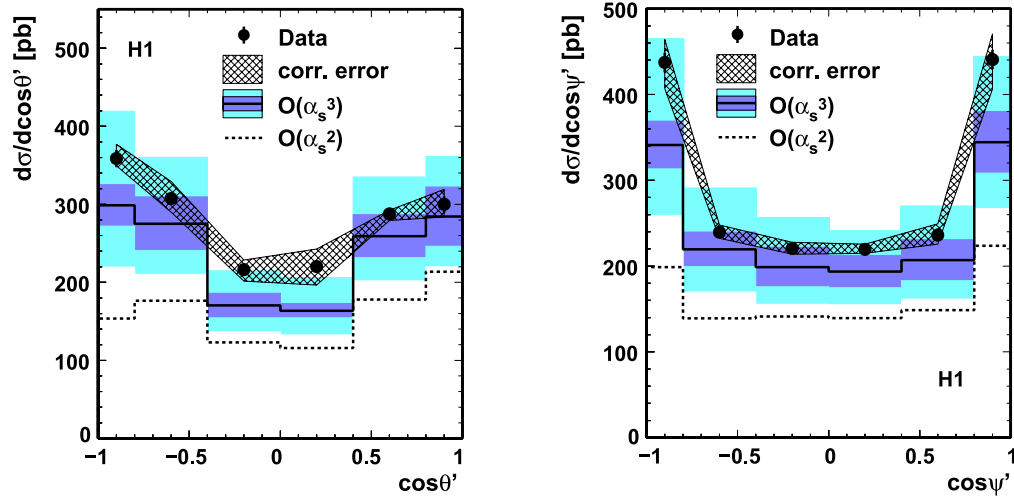 dσ/dcosθ’ [pb]
500
400
300
200
100
0
H1
Data
corr. error
O(αₛ³)
O(αₛ²)
−1 −0.5 0 0.5 1
cosθ’
dσ/dcosψ’ [pb]
500
400
300
200
100
0
Data
corr. error
O(αₛ³)
O(αₛ²)
H1
−1 −0.5 0 0.5 1
cosψ’